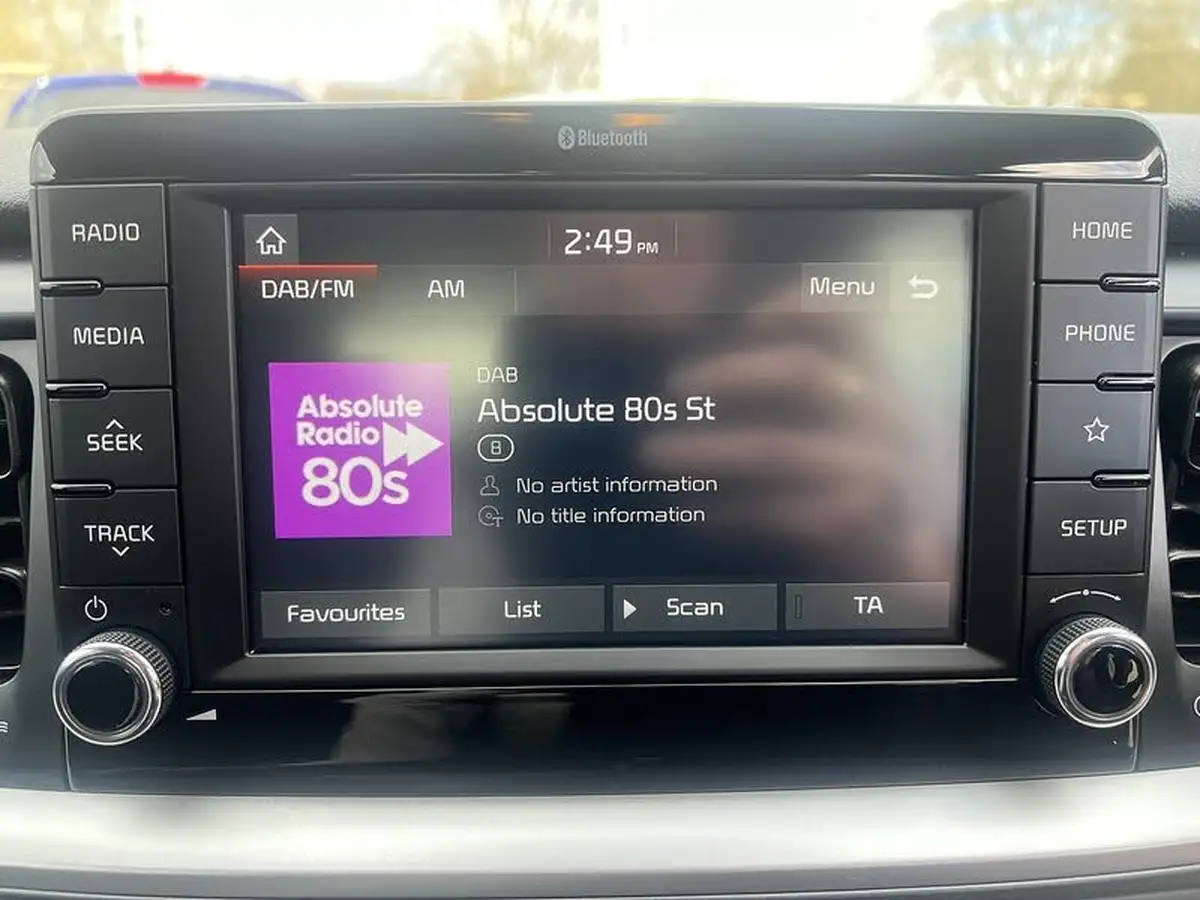 Bluetooth
RADIO
MEDIA
SEEK
TRACK
2:49 PM
DAB/FM
AM
Menu
Absolute
Radio
80s
DAB
Absolute 80s St
8
No artist information
No title information
Favourites
List
Scan
TA
HOME
PHONE
SETUP